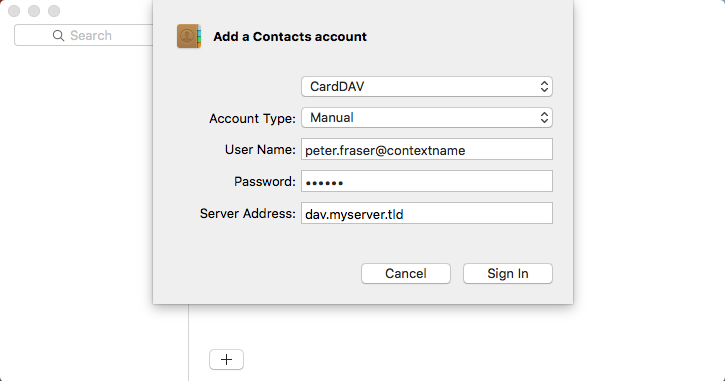 Search
Add a Contacts account
CardDAV
Account Type: Manual
User Name: peter.fraser@contextname
Password: ••••••
Server Address: dav.myserver.tld
Cancel Sign In
+